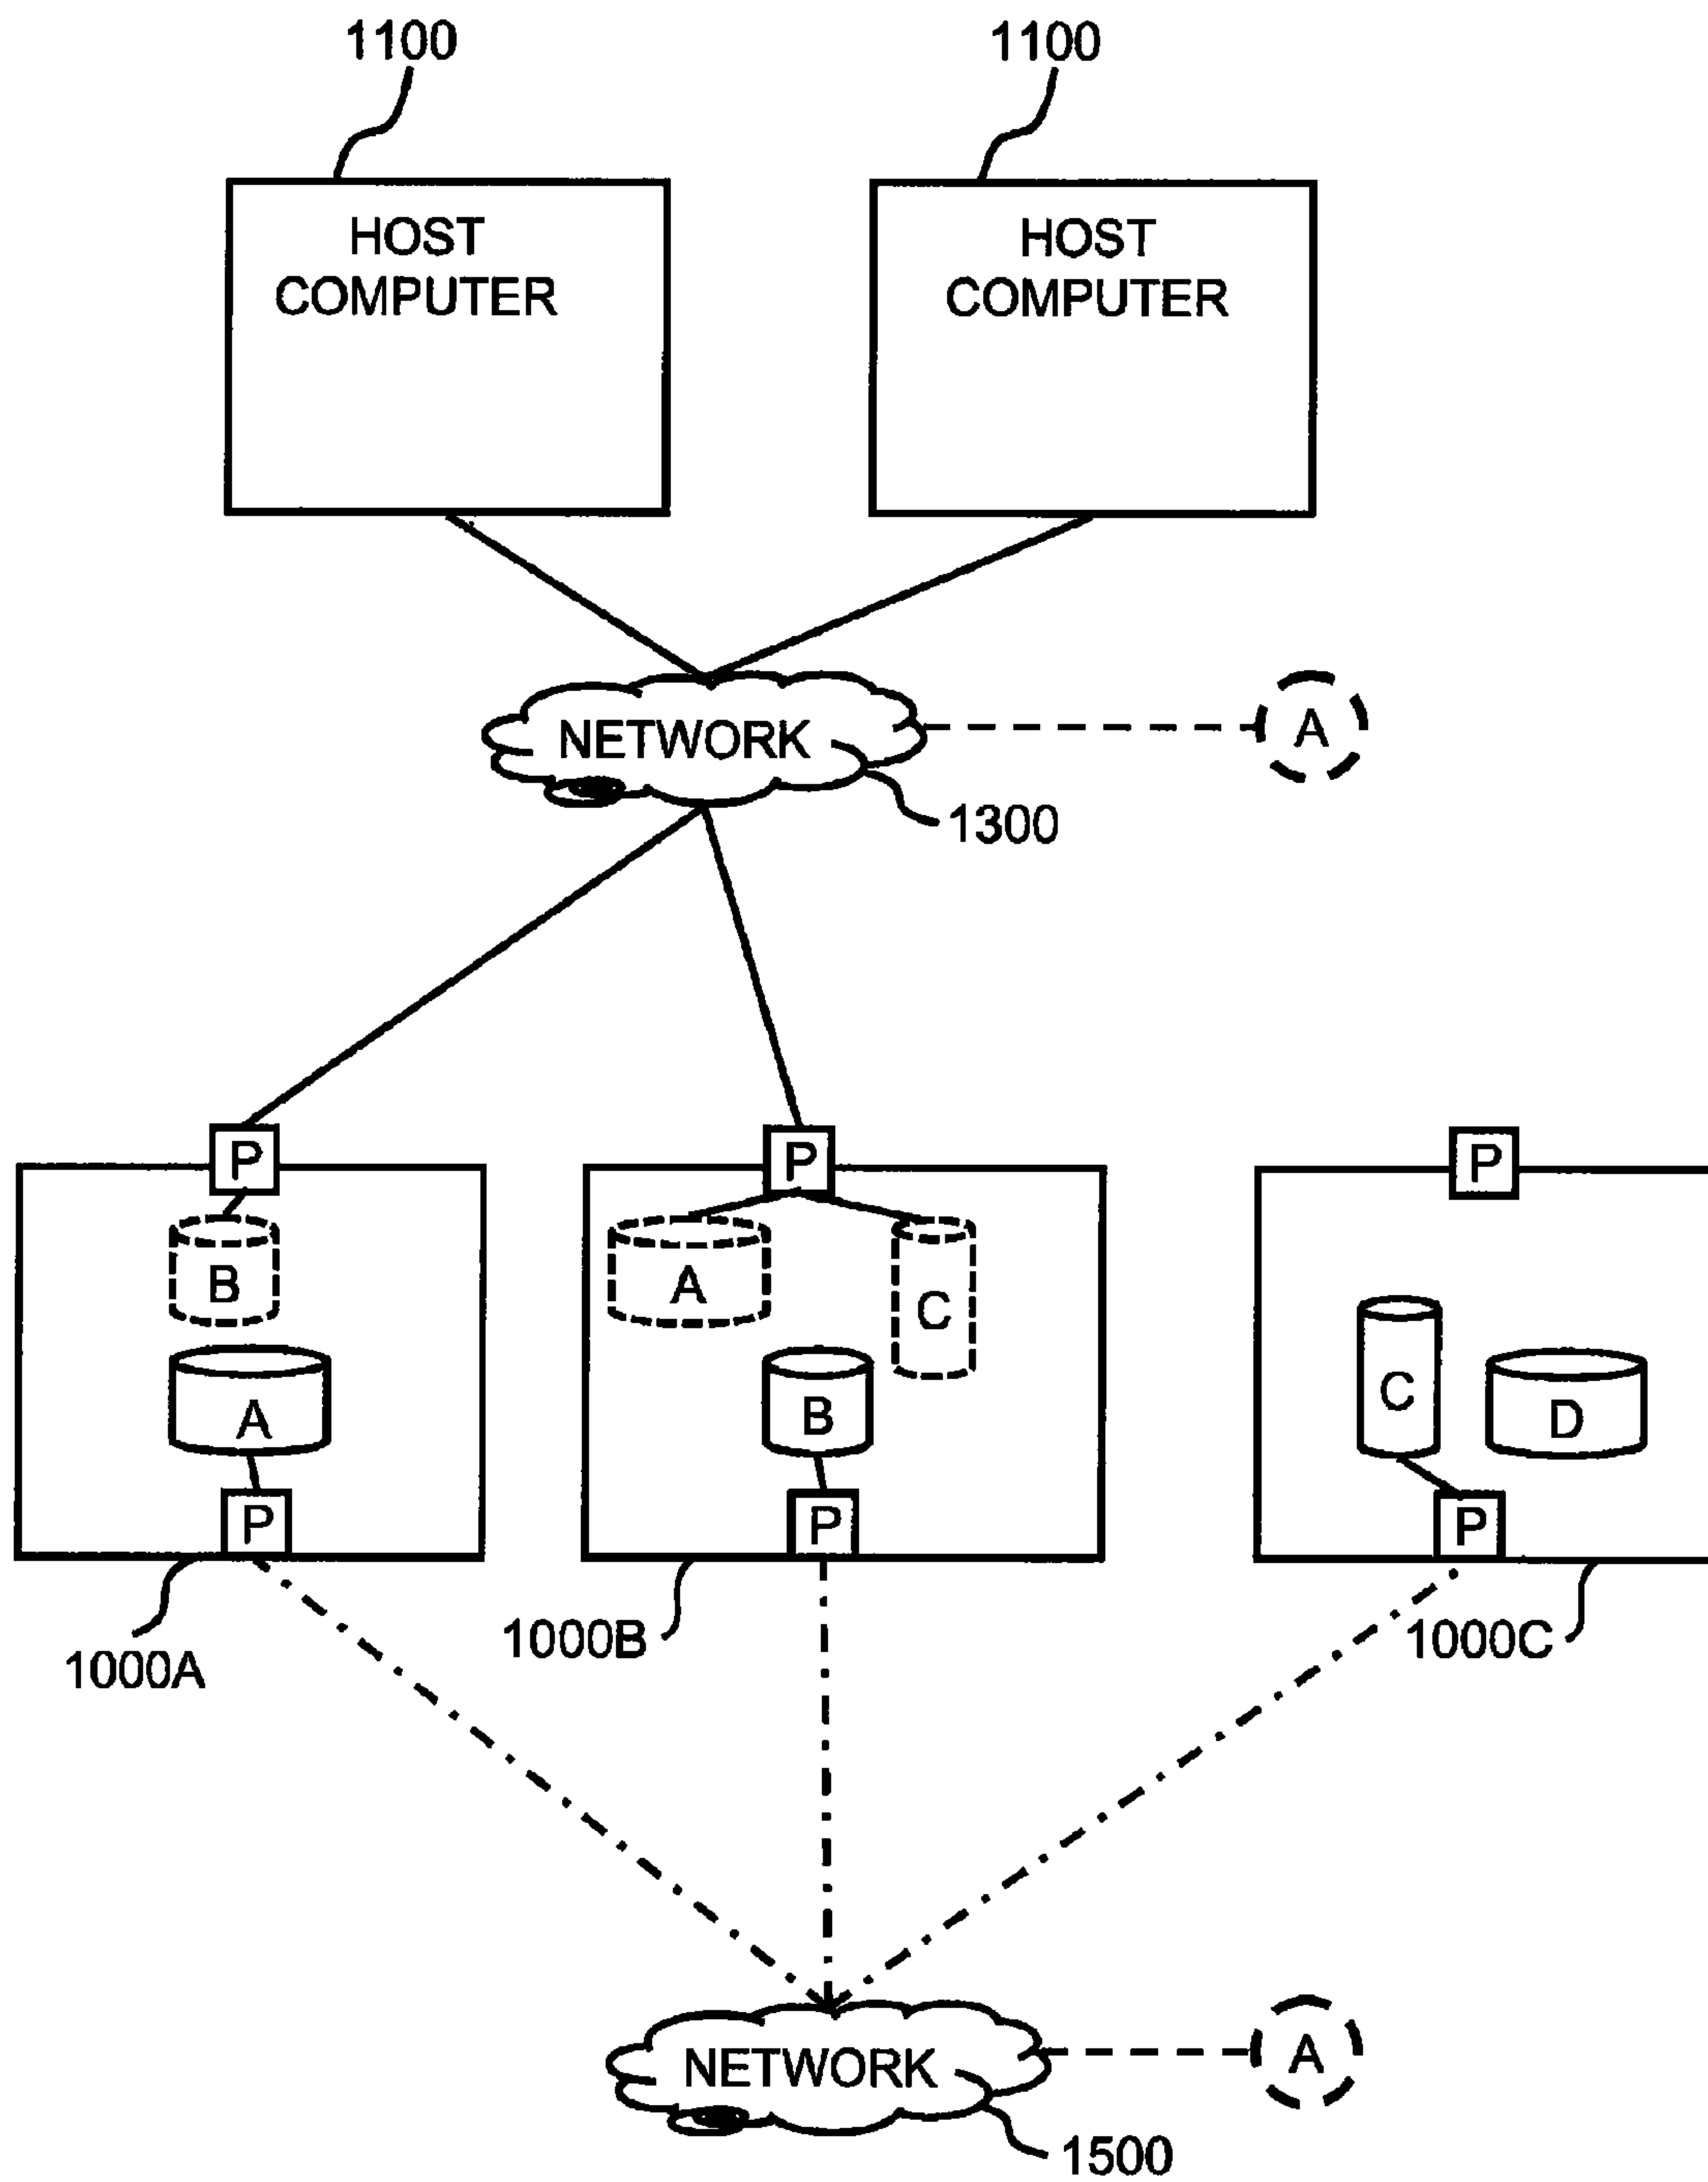 1100
1100
HOST
COMPUTER
HOST
COMPUTER
NETWORK
A
1300
P
P
P
B
A
C
A
B
C
D
P
P
P
1000A
1000B
1000C
NETWORK
A
1500